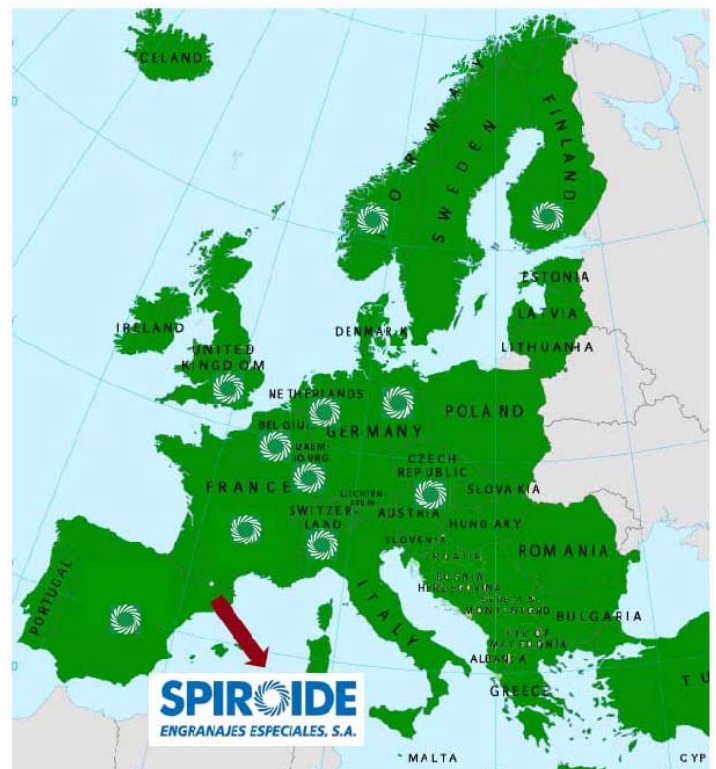 CELAND
NORWAY
SWEDEN
FINLAND
ESTONIA
LATVIA
LITHUANIA
IRELAND
UNITED
KINGDOM
DENMARK
NETHERLANDS
POLAND
GERMANY
CZECH
REPUBLIC
SLOVAKIA
FRANCE
LIECHTEN-
STEIN
SWITZER-
LAND
AUSTRIA
HUNGARY
SLOVENIA
ROMANIA
CROATIA
BOSNIA
HERZEGOVINA
SERBIA &
MONTENEGRO
BULGARIA
MACEDONIA
ALBANIA
ITALY
PORTUGAL
GREECE
TU
MALTA
CYP
SPIROIDE
ENGRANAJES ESPECIALES, S.A.